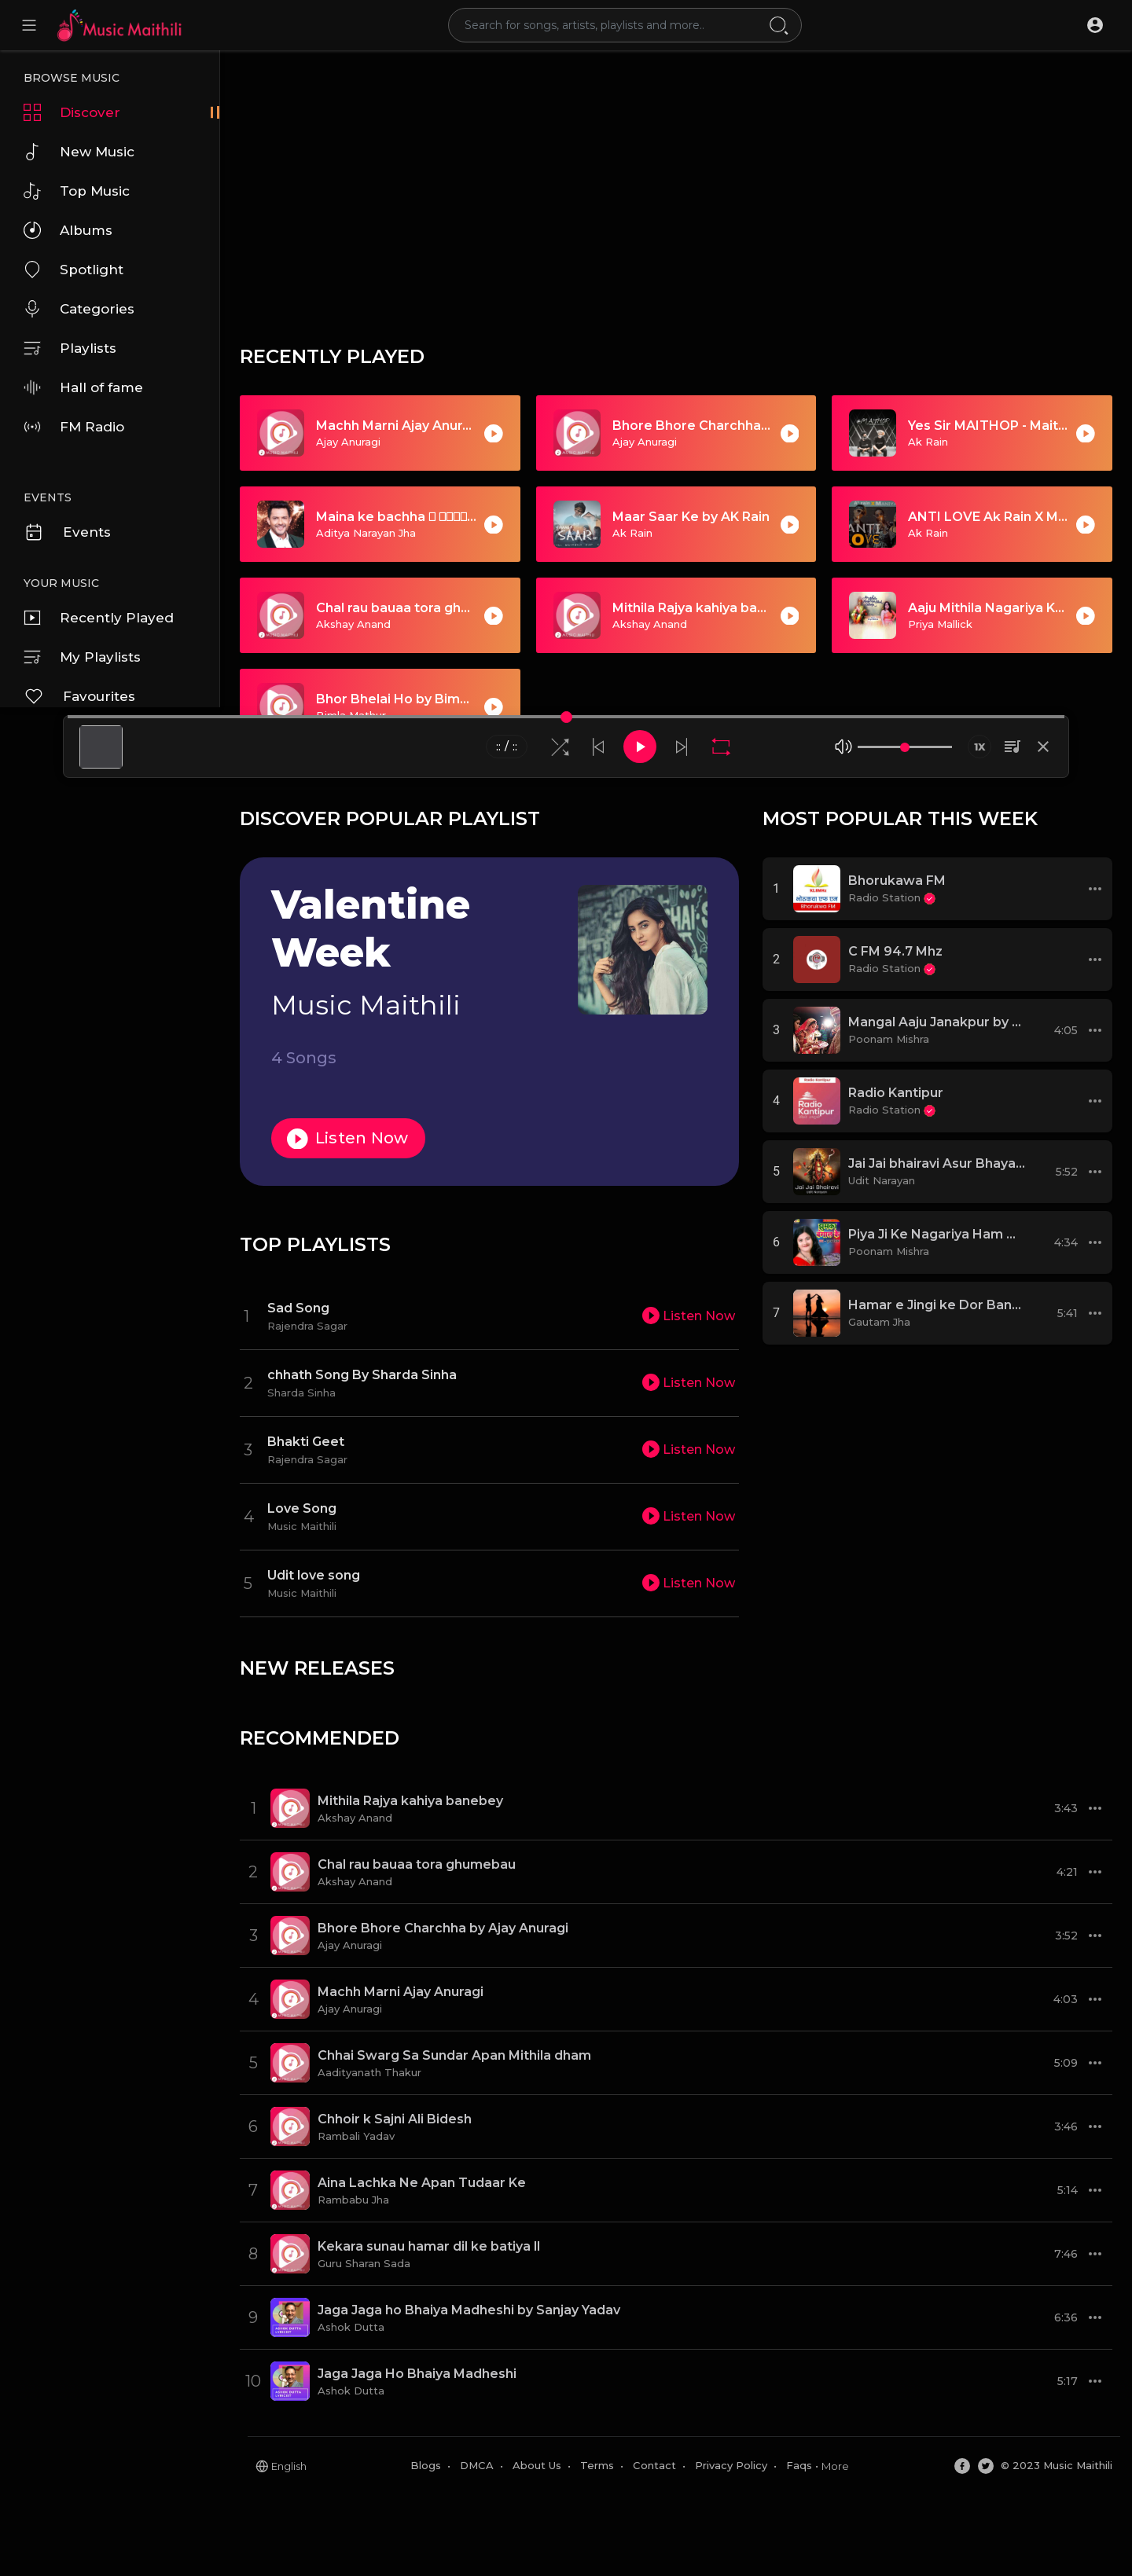 Music Maithili
Search for songs, artists, playlists and more..
BROWSE MUSIC
Discover
New Music
Top Music
Albums
Spotlight
Categories
Playlists
Hall of fame
FM Radio
EVENTS
Events
YOUR MUSIC
Recently Played
My Playlists
Favourites
RECENTLY PLAYED
Machh Marni Ajay Anur...
Ajay Anuragi
Bhore Bhore Charchha...
Ajay Anuragi
Yes Sir MAITHOP - Mait...
Ak Rain
Maina ke bachha
Aditya Narayan Jha
Maar Saar Ke by AK Rain
Ak Rain
ANTI LOVE Ak Rain X M...
Ak Rain
Chal rau bauaa tora gh...
Akshay Anand
Mithila Rajya kahiya ba...
Akshay Anand
Aaju Mithila Nagariya K...
Priya Mallick
Bhor Bhelai Ho by Bim...
Bimla Mathur
:: / ::
1X
DISCOVER POPULAR PLAYLIST
Valentine
Week
Music Maithili
4 Songs
Listen Now
MOST POPULAR THIS WEEK
1
Bhorukawa FM
Radio Station
2
C FM 94.7 Mhz
Radio Station
3
Mangal Aaju Janakpur by ...
Poonam Mishra
4:05
4
Radio Kantipur
Radio Station
5
Jai Jai bhairavi Asur Bhaya...
Udit Narayan
5:52
6
Piya Ji Ke Nagariya Ham ...
Poonam Mishra
4:34
7
Hamar e Jingi ke Dor Ban...
Gautam Jha
5:41
TOP PLAYLISTS
1
Sad Song
Rajendra Sagar
Listen Now
2
chhath Song By Sharda Sinha
Sharda Sinha
Listen Now
3
Bhakti Geet
Rajendra Sagar
Listen Now
4
Love Song
Music Maithili
Listen Now
5
Udit love song
Music Maithili
Listen Now
NEW RELEASES
RECOMMENDED
1
Mithila Rajya kahiya banebey
Akshay Anand
3:43
2
Chal rau bauaa tora ghumebau
Akshay Anand
4:21
3
Bhore Bhore Charchha by Ajay Anuragi
Ajay Anuragi
3:52
4
Machh Marni Ajay Anuragi
Ajay Anuragi
4:03
5
Chhai Swarg Sa Sundar Apan Mithila dham
Aadityanath Thakur
5:09
6
Chhoir k Sajni Ali Bidesh
Rambali Yadav
3:46
7
Aina Lachka Ne Apan Tudaar Ke
Rambabu Jha
5:14
8
Kekara sunau hamar dil ke batiya ll
Guru Sharan Sada
7:46
9
Jaga Jaga ho Bhaiya Madheshi by Sanjay Yadav
Ashok Dutta
6:36
10
Jaga Jaga Ho Bhaiya Madheshi
Ashok Dutta
5:17
English
Blogs • DMCA • About Us • Terms • Contact • Privacy Policy • Faqs • More
© 2023 Music Maithili